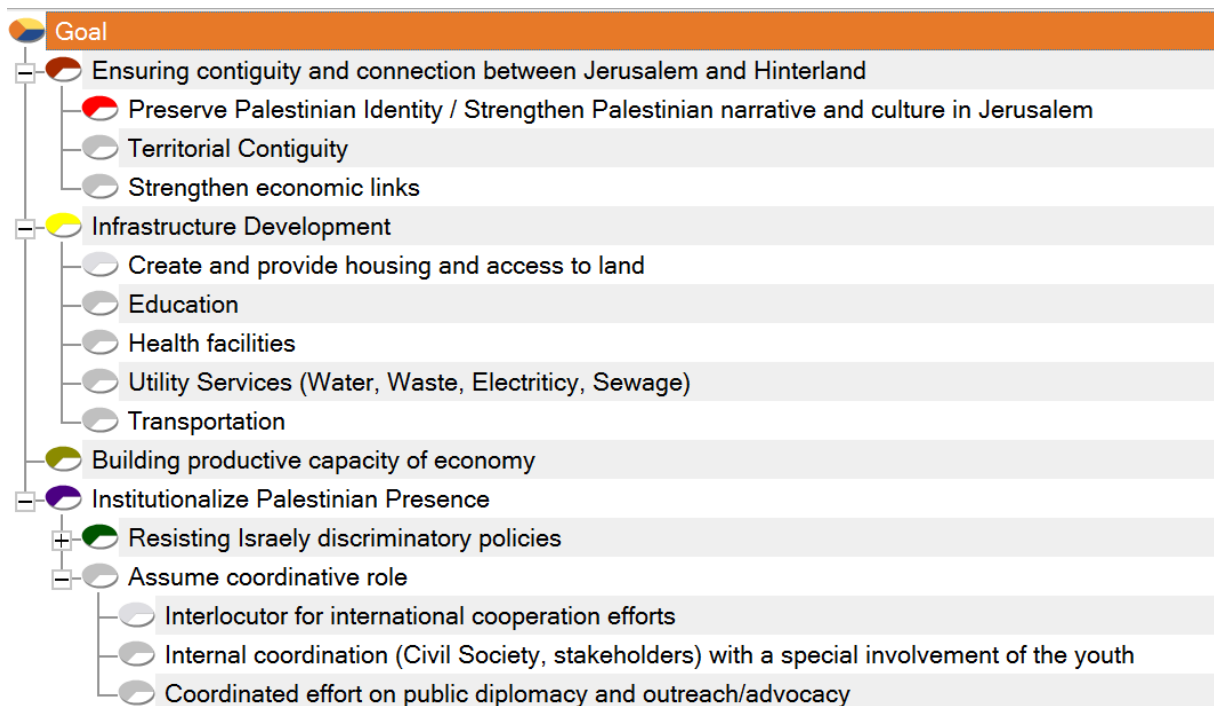 Goal
Ensuring contiguity and connection between Jerusalem and Hinterland
Preserve Palestinian Identity / Strengthen Palestinian narrative and culture in Jerusalem
Territorial Contiguity
Strengthen economic links
Infrastructure Development
Create and provide housing and access to land
Education
Health facilities
Utility Services (Water, Waste, Electriticy, Sewage)
Transportation
Building productive capacity of economy
Institutionalize Palestinian Presence
Resisting Israely discriminatory policies
Assume coordinative role
Interlocutor for international cooperation efforts
Internal coordination (Civil Society, stakeholders) with a special involvement of the youth
Coordinated effort on public diplomacy and outreach/advocacy